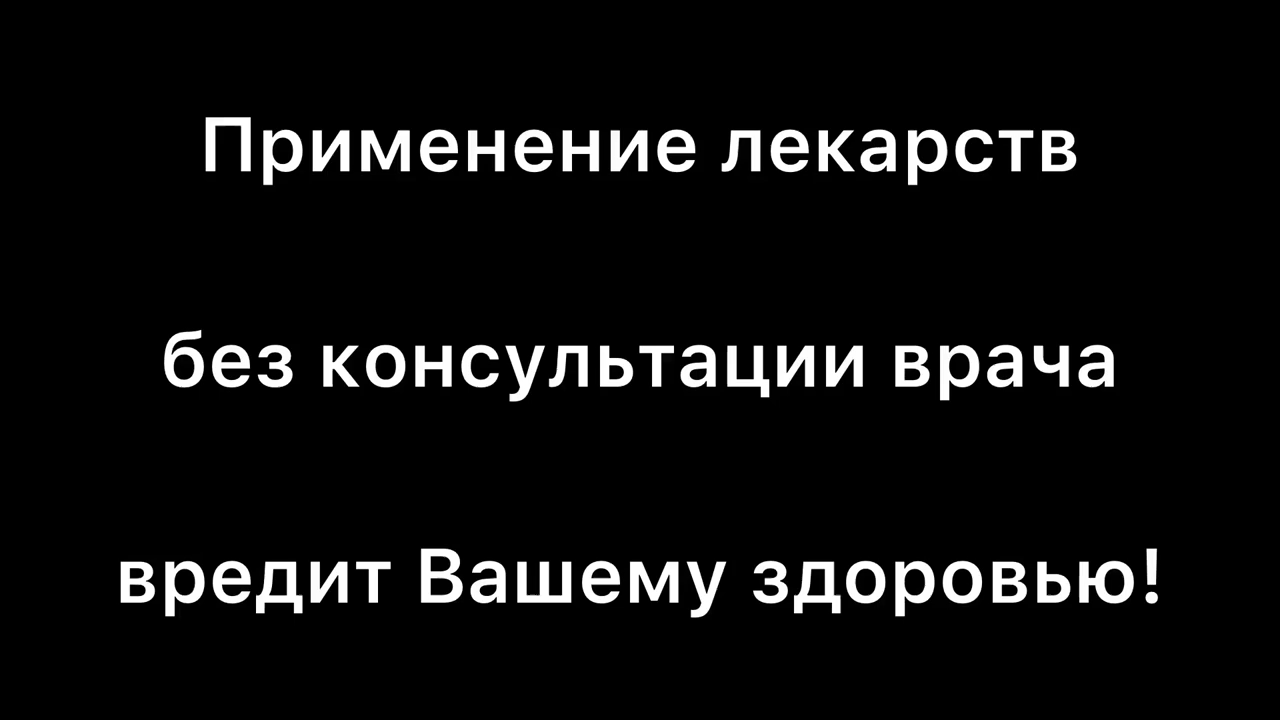 Применение лекарств
без консультации врача
вредит Вашему здоровью!